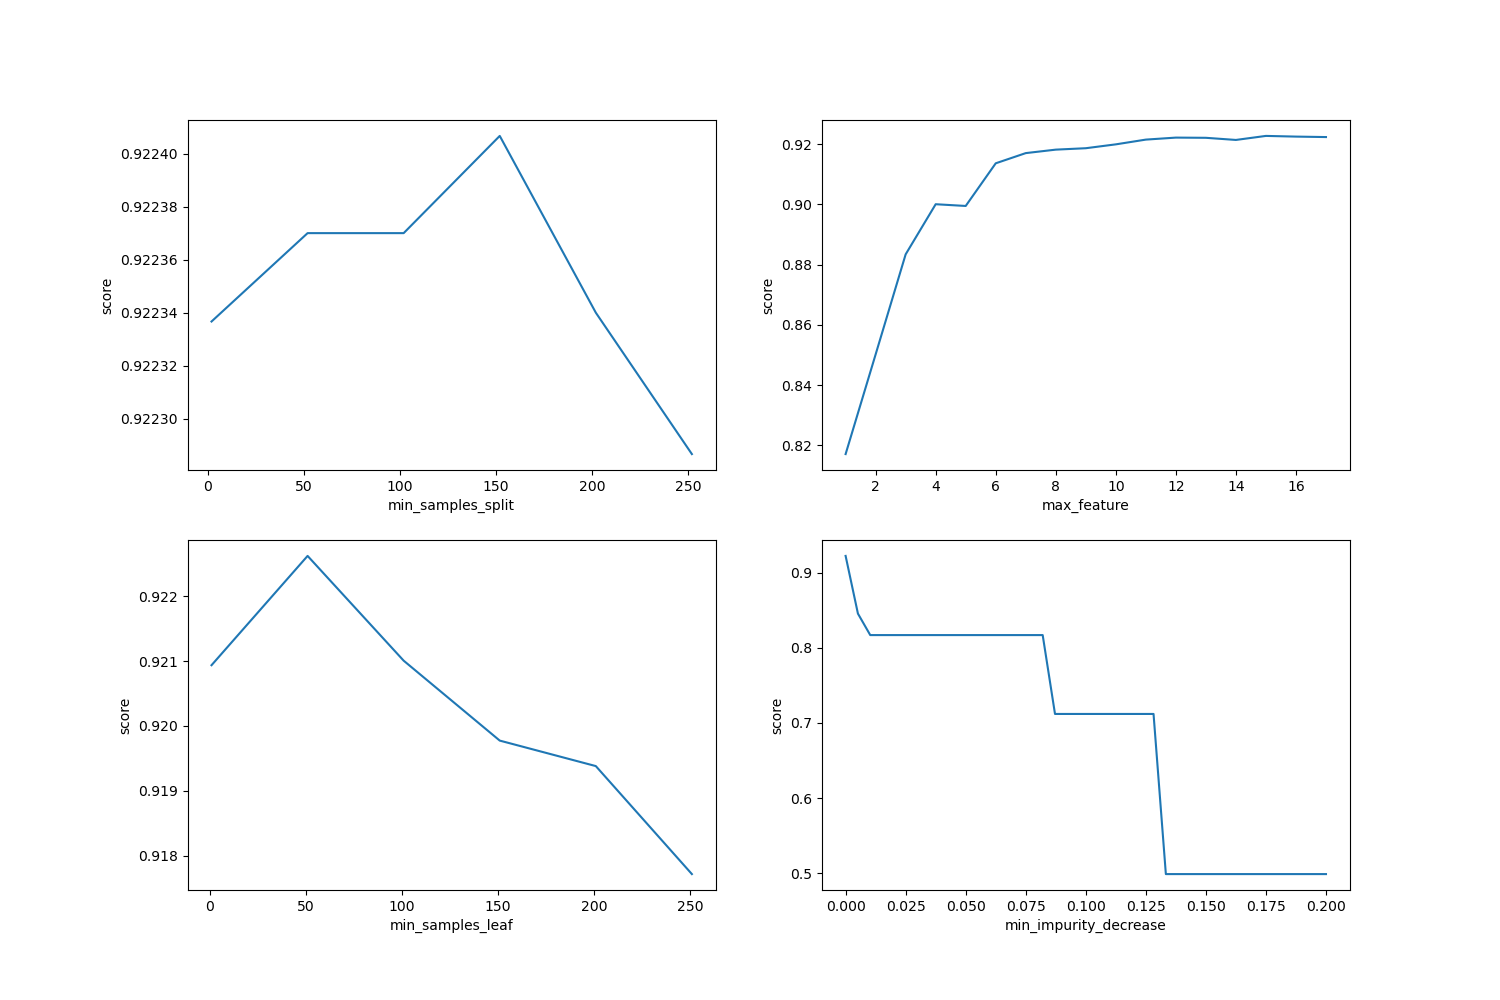 0.92240
0.92238
0.92236
0.92234
0.92232
0.92230
score
0 50 100 150 200 250
min_samples_split
0.92
0.90
0.88
0.86
0.84
0.82
score
2 4 6 8 10 12 14 16
max_feature
0.922
0.921
0.920
0.919
0.918
score
0 50 100 150 200 250
min_samples_leaf
0.9
0.8
0.7
0.6
0.5
score
0.000 0.025 0.050 0.075 0.100 0.125 0.150 0.175 0.200
min_impurity_decrease